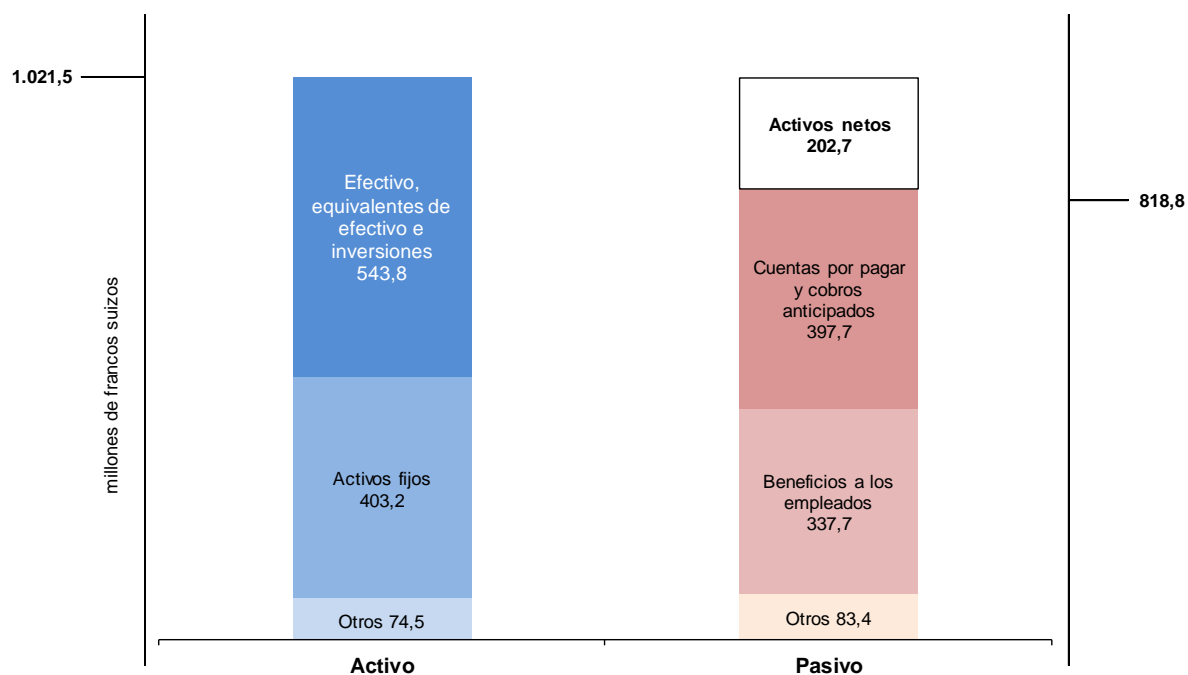 1.021,5
millones de francos suizos
Efectivo,
equivalentes de
efectivo e
inversiones
543,8
Activos fijos
403,2
Otros 74,5
Activo
Activos netos
202,7
Cuentas por pagar
y cobros
anticipados
397,7
Beneficios a los
empleados
337,7
Otros 83,4
Pasivo
818,8